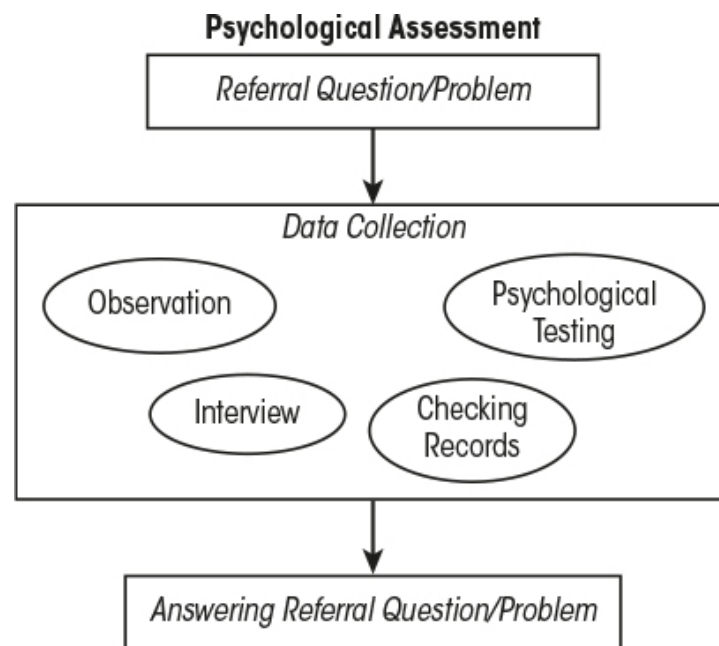 Psychological Assessment
Referral Question/Problem
Data Collection
Observation
Psychological
Testing
Interview
Checking
Records
Answering Referral Question/Problem